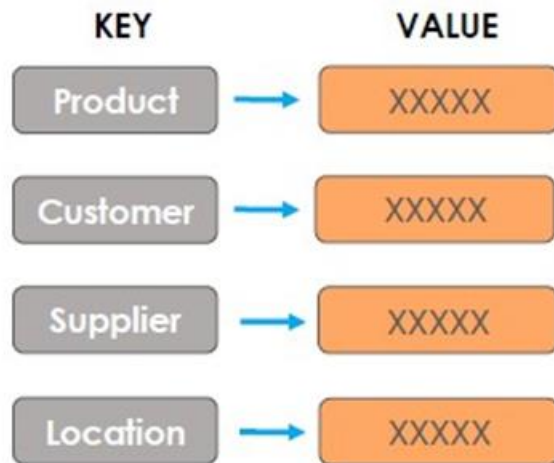 KEY VALUE
Product XXXXX
Customer XXXXX
Supplier XXXXX
Location XXXXX